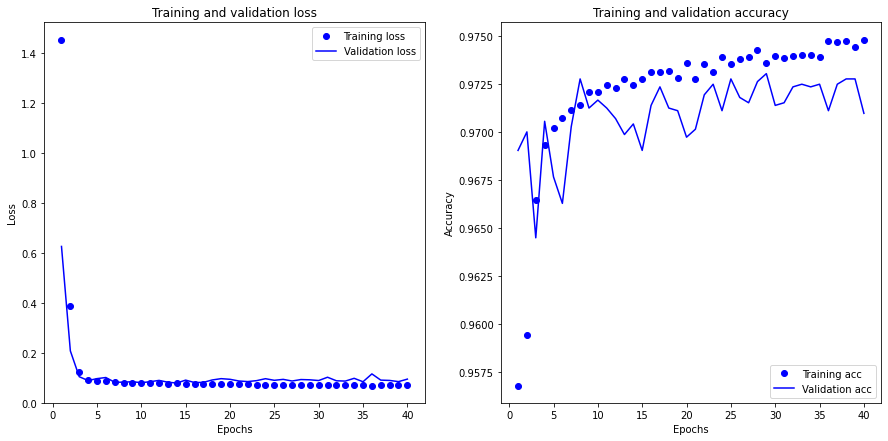 Training and validation loss
Training loss
Validation loss
1.4
1.2
1.0
0.8
0.6
0.4
0.2
0.0
Loss
0 5 10 15 20 25 30 35 40
Epochs
Training and validation accuracy
0.9750
0.9725
0.9700
0.9675
0.9650
0.9625
0.9600
0.9575
Accuracy
Training acc
Validation acc
0 5 10 15 20 25 30 35 40
Epochs